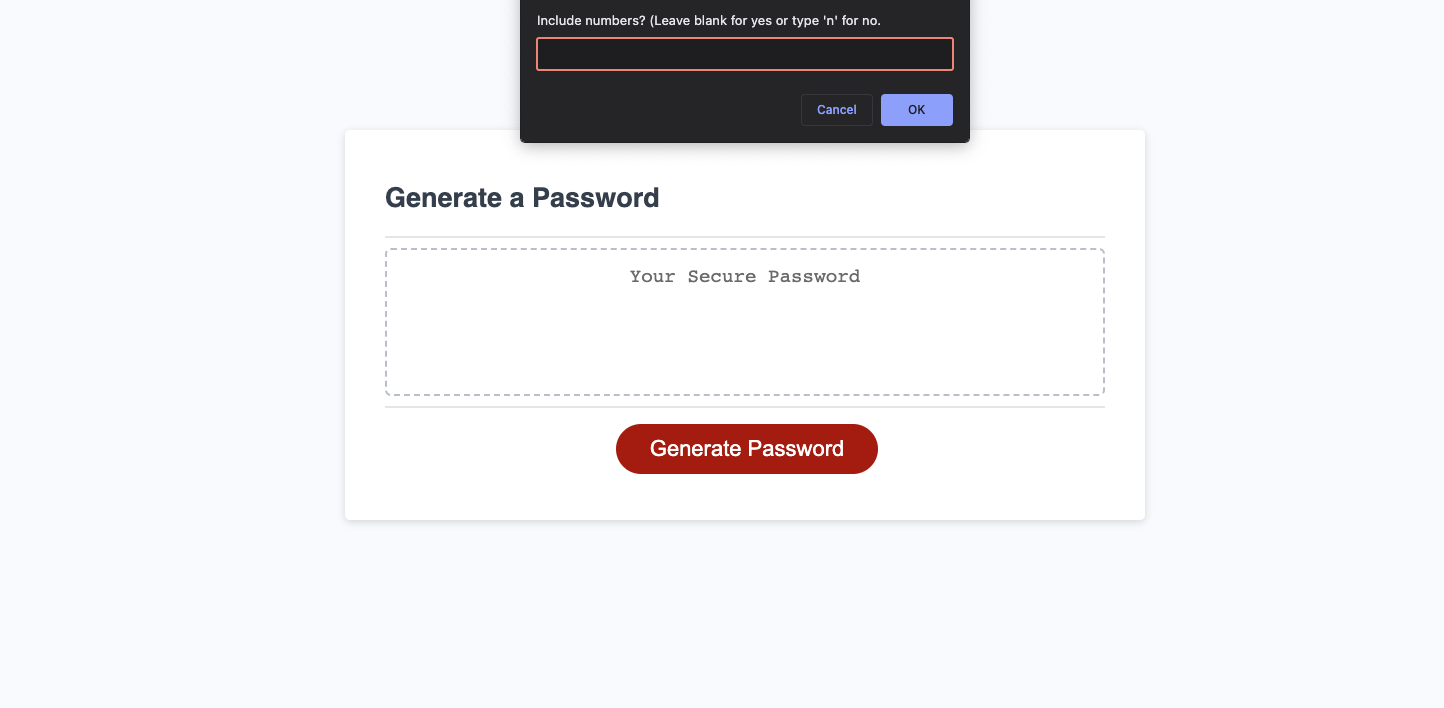 Include numbers? (Leave blank for yes or type 'n' for no.
Cancel OK
Generate a Password
Your Secure Password
Generate Password